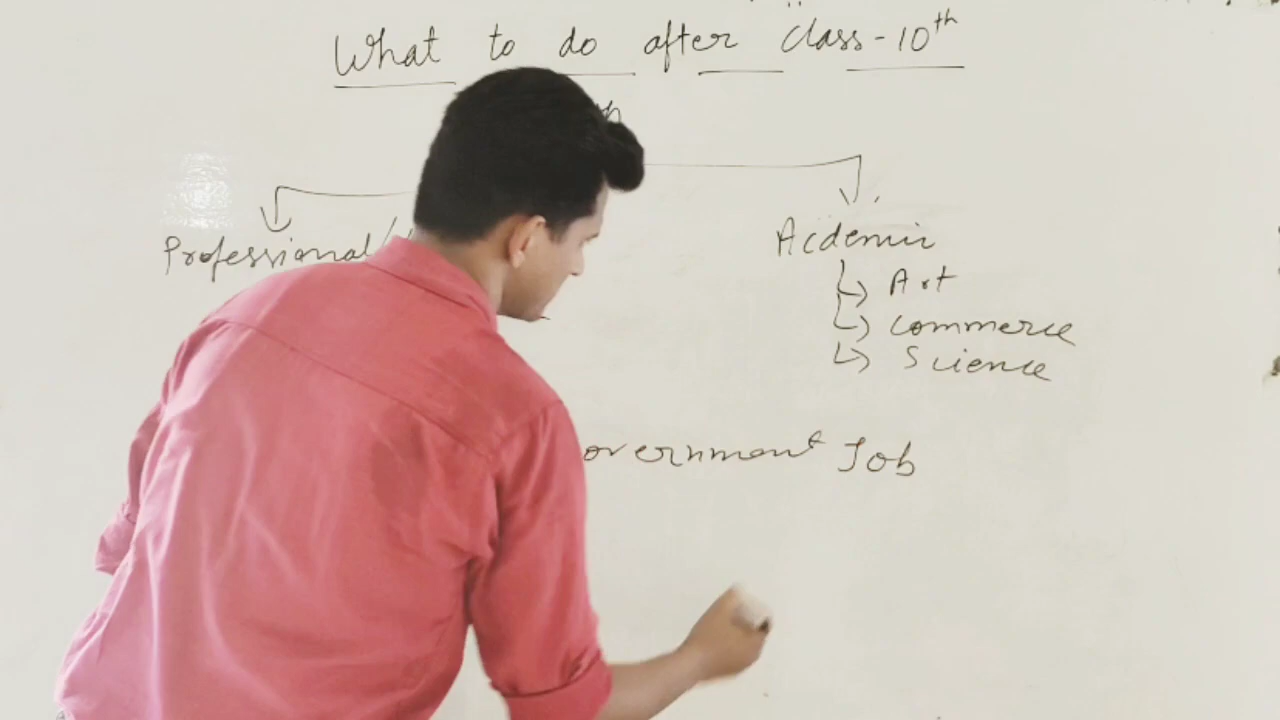 What to do after class-10th
Professional/
Acdemic
Art
Commerce
Science
overnment Job